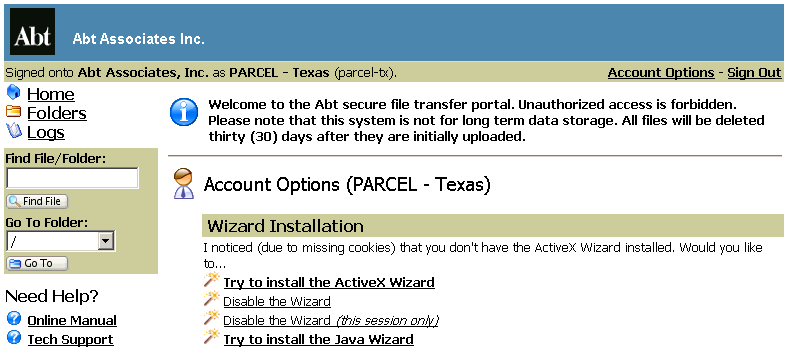 Abt
Abt Associates Inc.
Signed onto Abt Associates, Inc. as PARCEL - Texas (parcel-tx).
Account Options - Sign Out
Home
Folders
Logs
Find File/Folder:
Find File
Go To Folder:
/
Go To
Need Help?
Online Manual
Tech Support
Welcome to the Abt secure file transfer portal. Unauthorized access is forbidden.
Please note that this system is not for long term data storage. All files will be deleted
thirty (30) days after they are initially uploaded.
Account Options (PARCEL - Texas)
Wizard Installation
I noticed (due to missing cookies) that you don't have the ActiveX Wizard installed. Would you like
to...
Try to install the ActiveX Wizard
Disable the Wizard
Disable the Wizard (this session only)
Try to install the Java Wizard